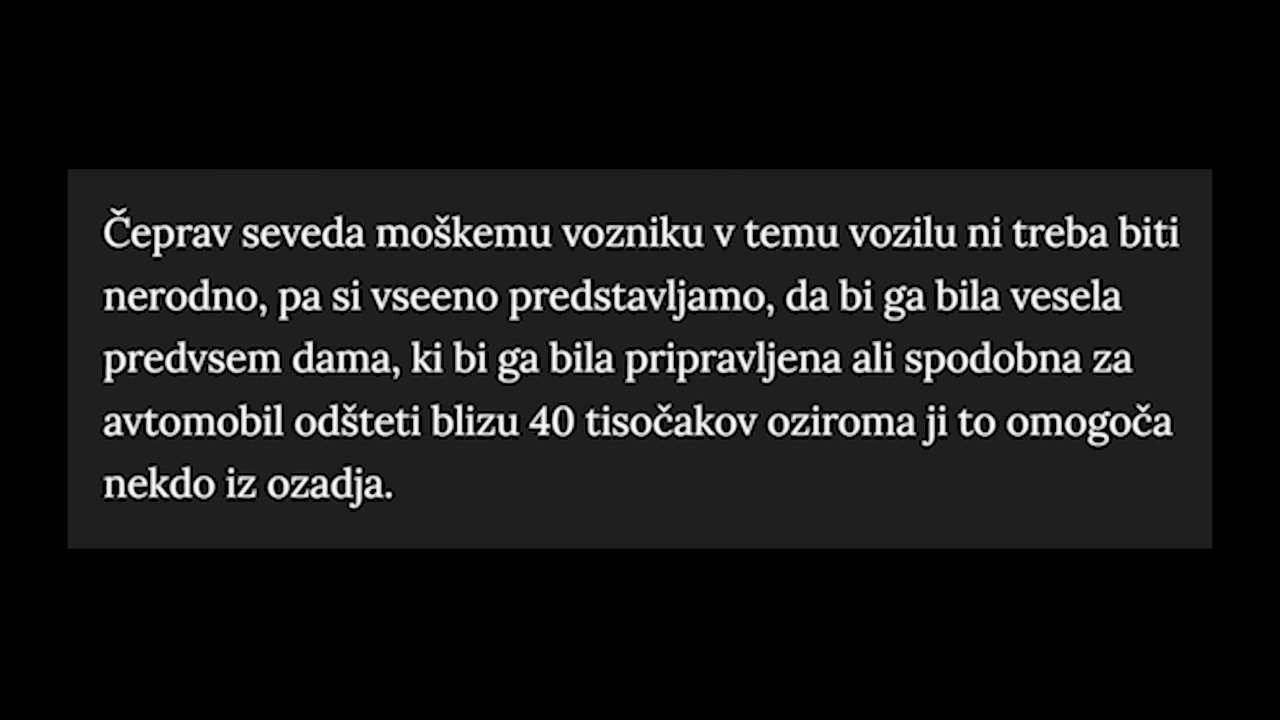 Čeprav seveda moškemu vozniku v temu vozilu ni treba biti
nerodno, pa si vseeno predstavljamo, da bi ga bila vesela
predvsem dama, ki bi ga bila pripravljena ali spodobna za
avtomobil odšteti blizu 40 tisočakov oziroma ji to omogoča
nekdo iz ozadja.